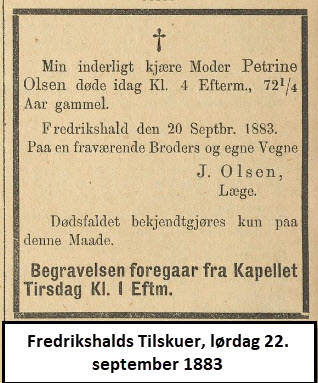 Min inderligt kjære Moder Petrine
Olsen døde idag Kl. 4 Efterm., 72 1/4
Aar gammel.
Fredrikshald den 20 Septbr. 1883.
Paa en fraværende Broders og egne Vegne
J. Olsen,
Læge.
Dødsfaldet bekjendtgjøres kun paa
denne Maade.
Begravelsen foregaar fra Kapellet
Tirsdag Kl. 1 Eftm.
Fredrikshalds Tilskuer, lørdag 22.
september 1883